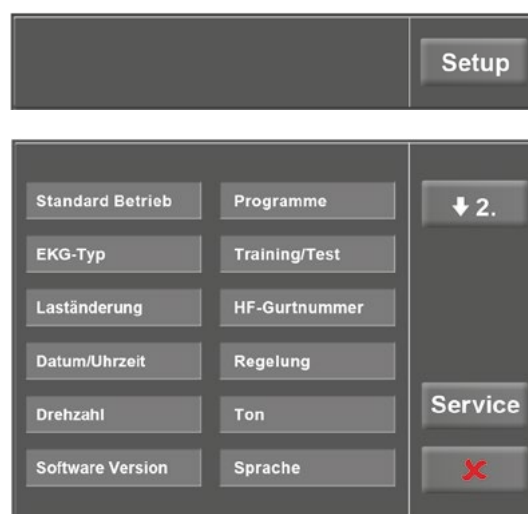 Setup
Standard Betrieb
Programme
🡇 2.
EKG-Typ
Training/Test
Laständerung
HF-Gurtnummer
Datum/Uhrzeit
Regelung
Drehzahl
Ton
Service
Software Version
Sprache